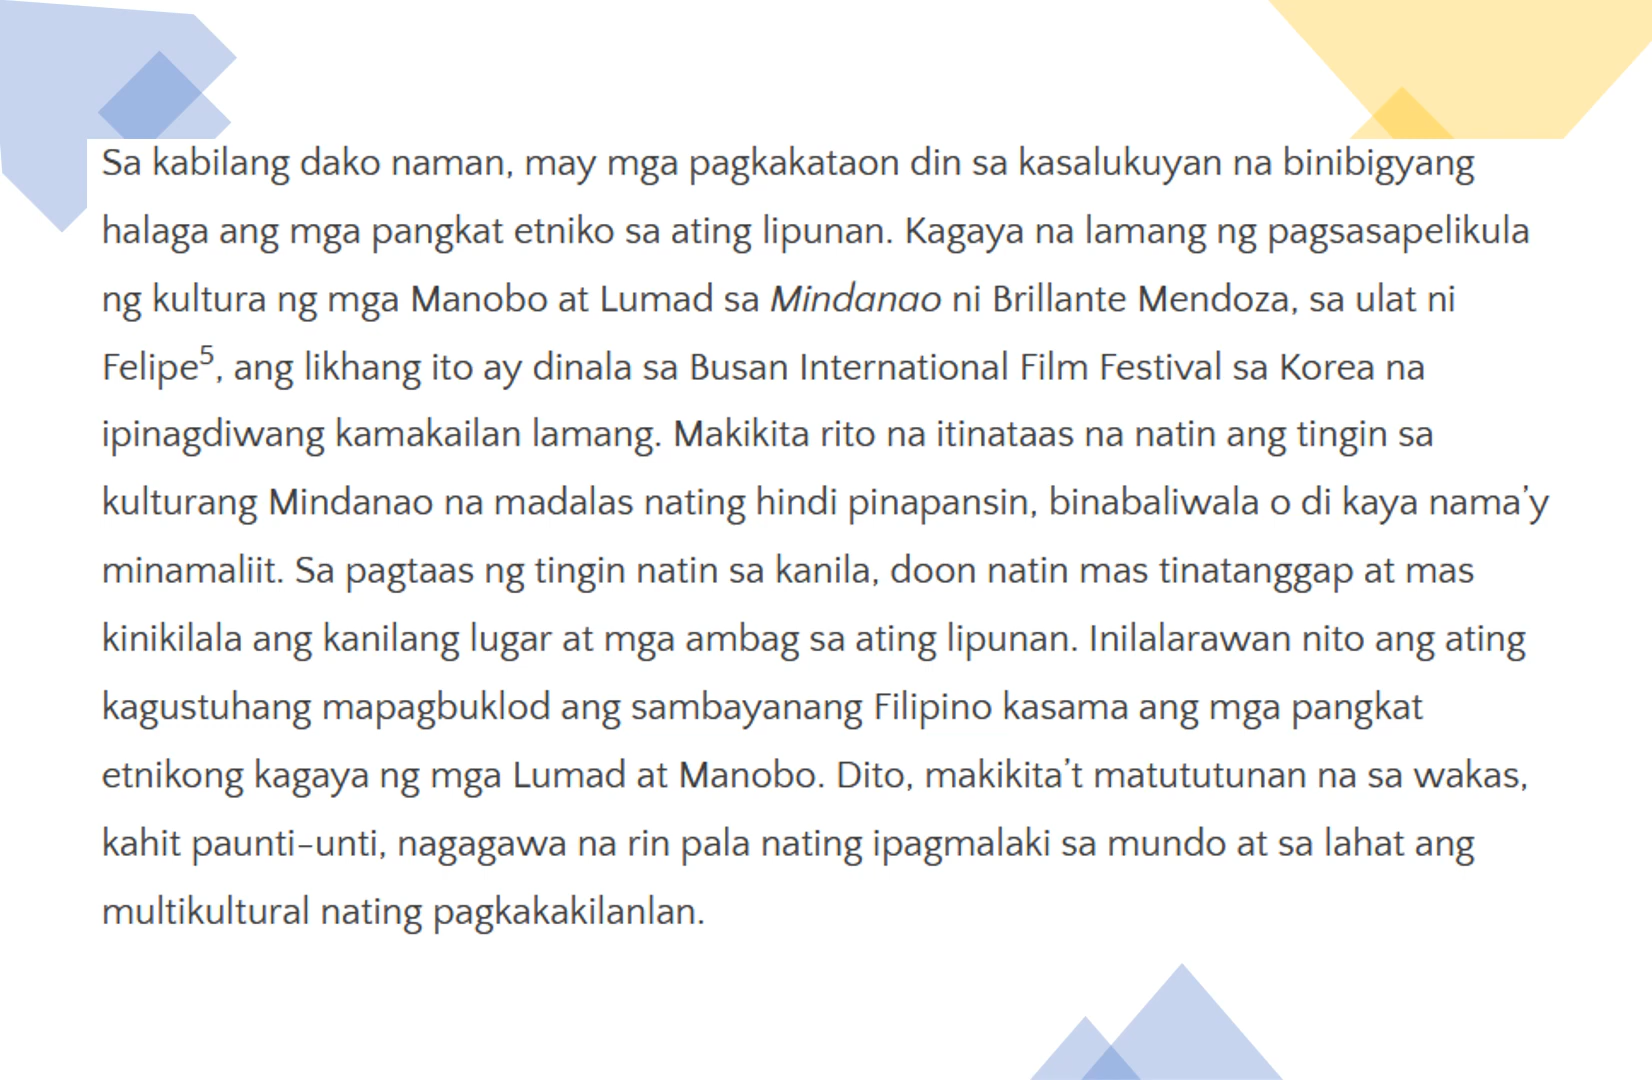 Sa kabilang dako naman, may mga pagkakataon din sa kasalukuyan na binibigyang
halaga ang mga pangkat etniko sa ating lipunan. Kagaya na lamang ng pagsasapelikula
ng kultura ng mga Manobo at Lumad sa Mindanao ni Brillante Mendoza, sa ulat ni
Felipe⁵, ang likhang ito ay dinala sa Busan International Film Festival sa Korea na
ipinagdiwang kamakailan lamang. Makikita rito na itinataas na natin ang tingin sa
kulturang Mindanao na madalas nating hindi pinapansin, binabaliwala o di kaya nama’y
minamaliit. Sa pagtaas ng tingin natin sa kanila, doon natin mas tinatanggap at mas
kinikilala ang kanilang lugar at mga ambag sa ating lipunan. Inilalarawan nito ang ating
kagustuhang mapagbuklod ang sambayanang Filipino kasama ang mga pangkat
etnikong kagaya ng mga Lumad at Manobo. Dito, makikita’t matututunan na sa wakas,
kahit paunti-unti, nagagawa na rin pala nating ipagmalaki sa mundo at sa lahat ang
multikultural nating pagkakakilanlan.